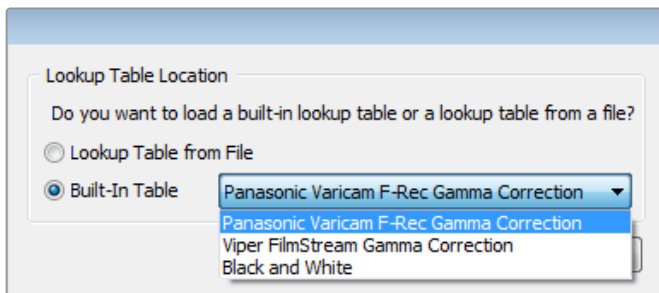 Lookup Table Location
Do you want to load a built-in lookup table or a lookup table from a file?
Lookup Table from File
Built-In Table
Panasonic Varicam F-Rec Gamma Correction
Panasonic Varicam F-Rec Gamma Correction
Viper FilmStream Gamma Correction
Black and White